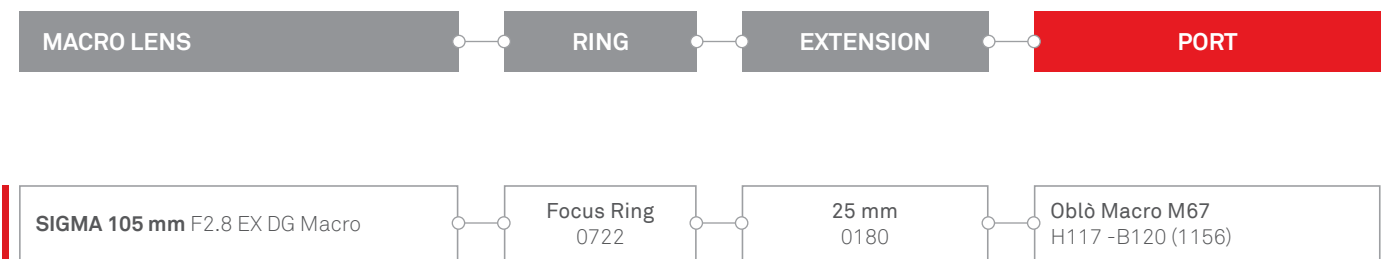 MACRO LENS RING EXTENSION PORT
SIGMA 105 mm F2.8 EX DG Macro
Focus Ring
0722
25 mm
0180
Oblò Macro M67
H117 -B120 (1156)